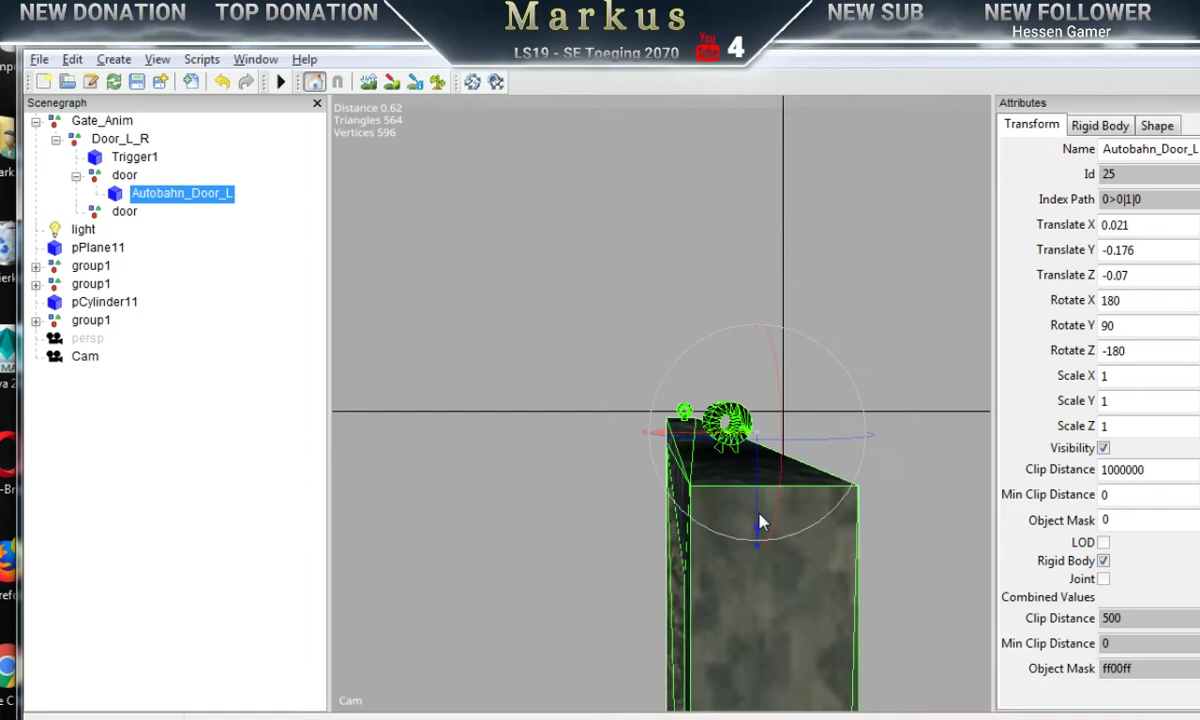 NEW DONATION
TOP DONATION
Markus
NEW SUB
NEW FOLLOWER
Hessen Gamer
LS19 - SE Toeging 2070
You Tube
4
File Edit Create View Scripts Window Help
Scenegraph
Gate_Anim
Door_L_R
Trigger1
door
Autobahn_Door_L
door
light
pPlane11
group1
group1
pCylinder11
group1
persp
Cam
Distance 0.62
Triangles 564
Vertices 596
Cam
Attributes
Transform Rigid Body Shape
Name Autobahn_Door_L
Id 25
Index Path 0>0|1|0
Translate X 0.021
Translate Y -0.176
Translate Z -0.07
Rotate X 180
Rotate Y 90
Rotate Z -180
Scale X 1
Scale Y 1
Scale Z 1
Visibility
Clip Distance 1000000
Min Clip Distance 0
Object Mask 0
LOD
Rigid Body
Joint
Combined Values
Clip Distance 500
Min Clip Distance 0
Object Mask ff00ff